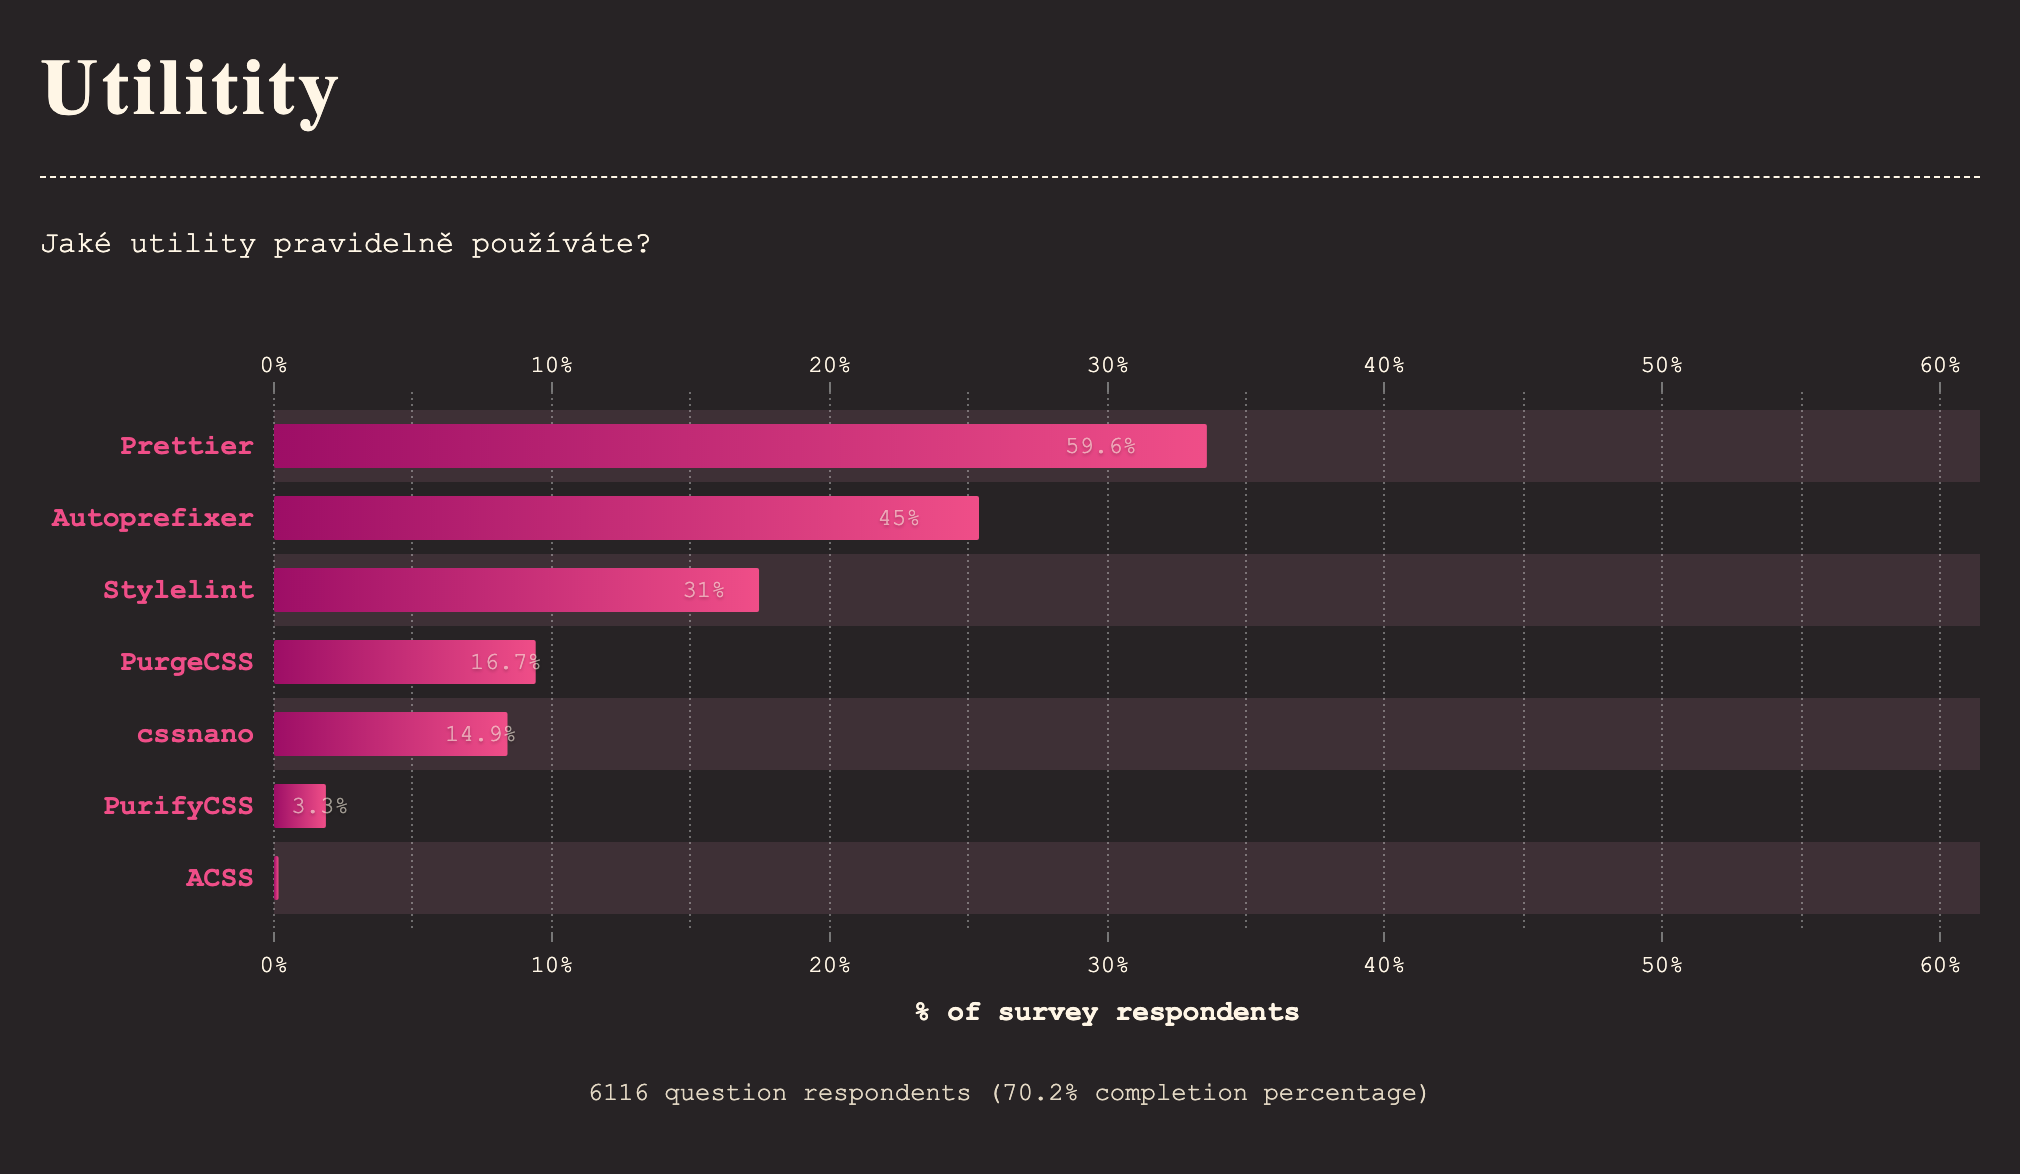 Utilitity
Jaké utility pravidelně používáte?
0% 10% 20% 30% 40% 50% 60%
Prettier 59.6%
Autoprefixer 45%
Stylelint 31%
PurgeCSS 16.7%
cssnano 14.9%
PurifyCSS 3.3%
ACSS
0% 10% 20% 30% 40% 50% 60%
% of survey respondents
6116 question respondents (70.2% completion percentage)